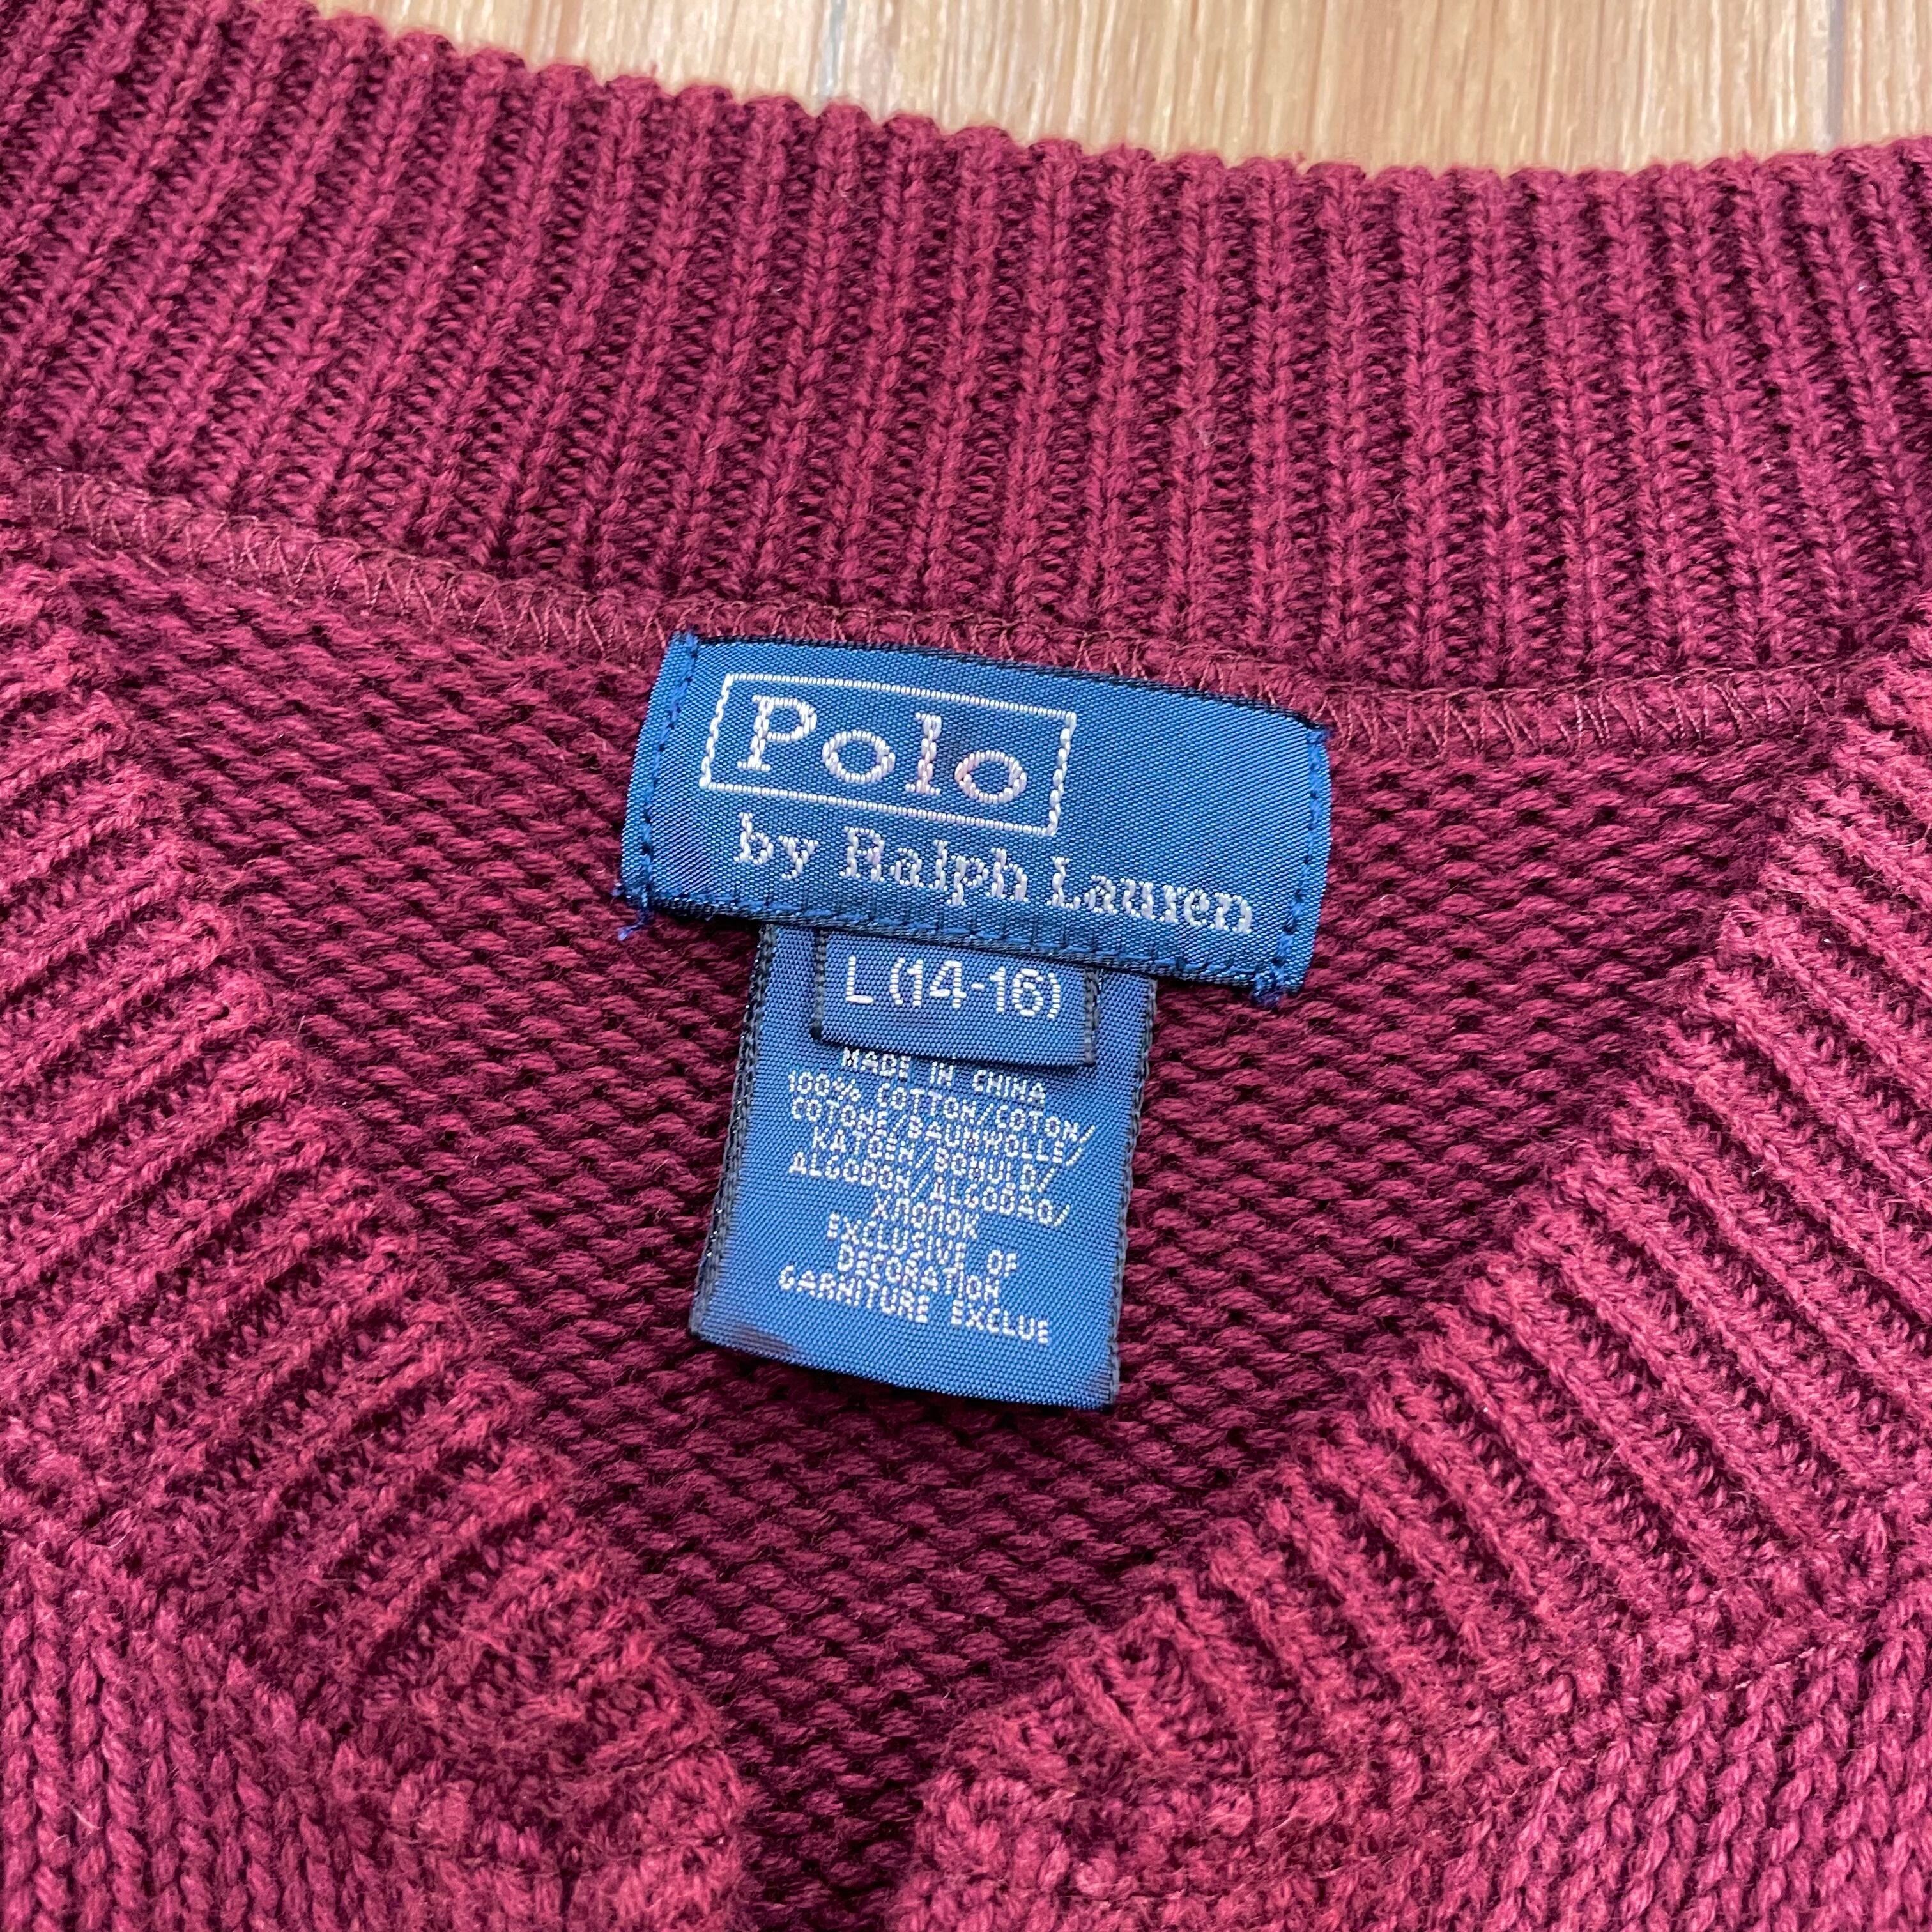 Polo
by Ralph Lauren
L (14-16)
MADE IN CHINA
100% COTTON/COTON/
COTONE/BAUMWOLLE/
KATOEN/BOMULD/
ALGODON/ALGODAO/
ХЛОПОК
EXCLUSIVE OF
DECORATION
GARNITURE EXCLUE